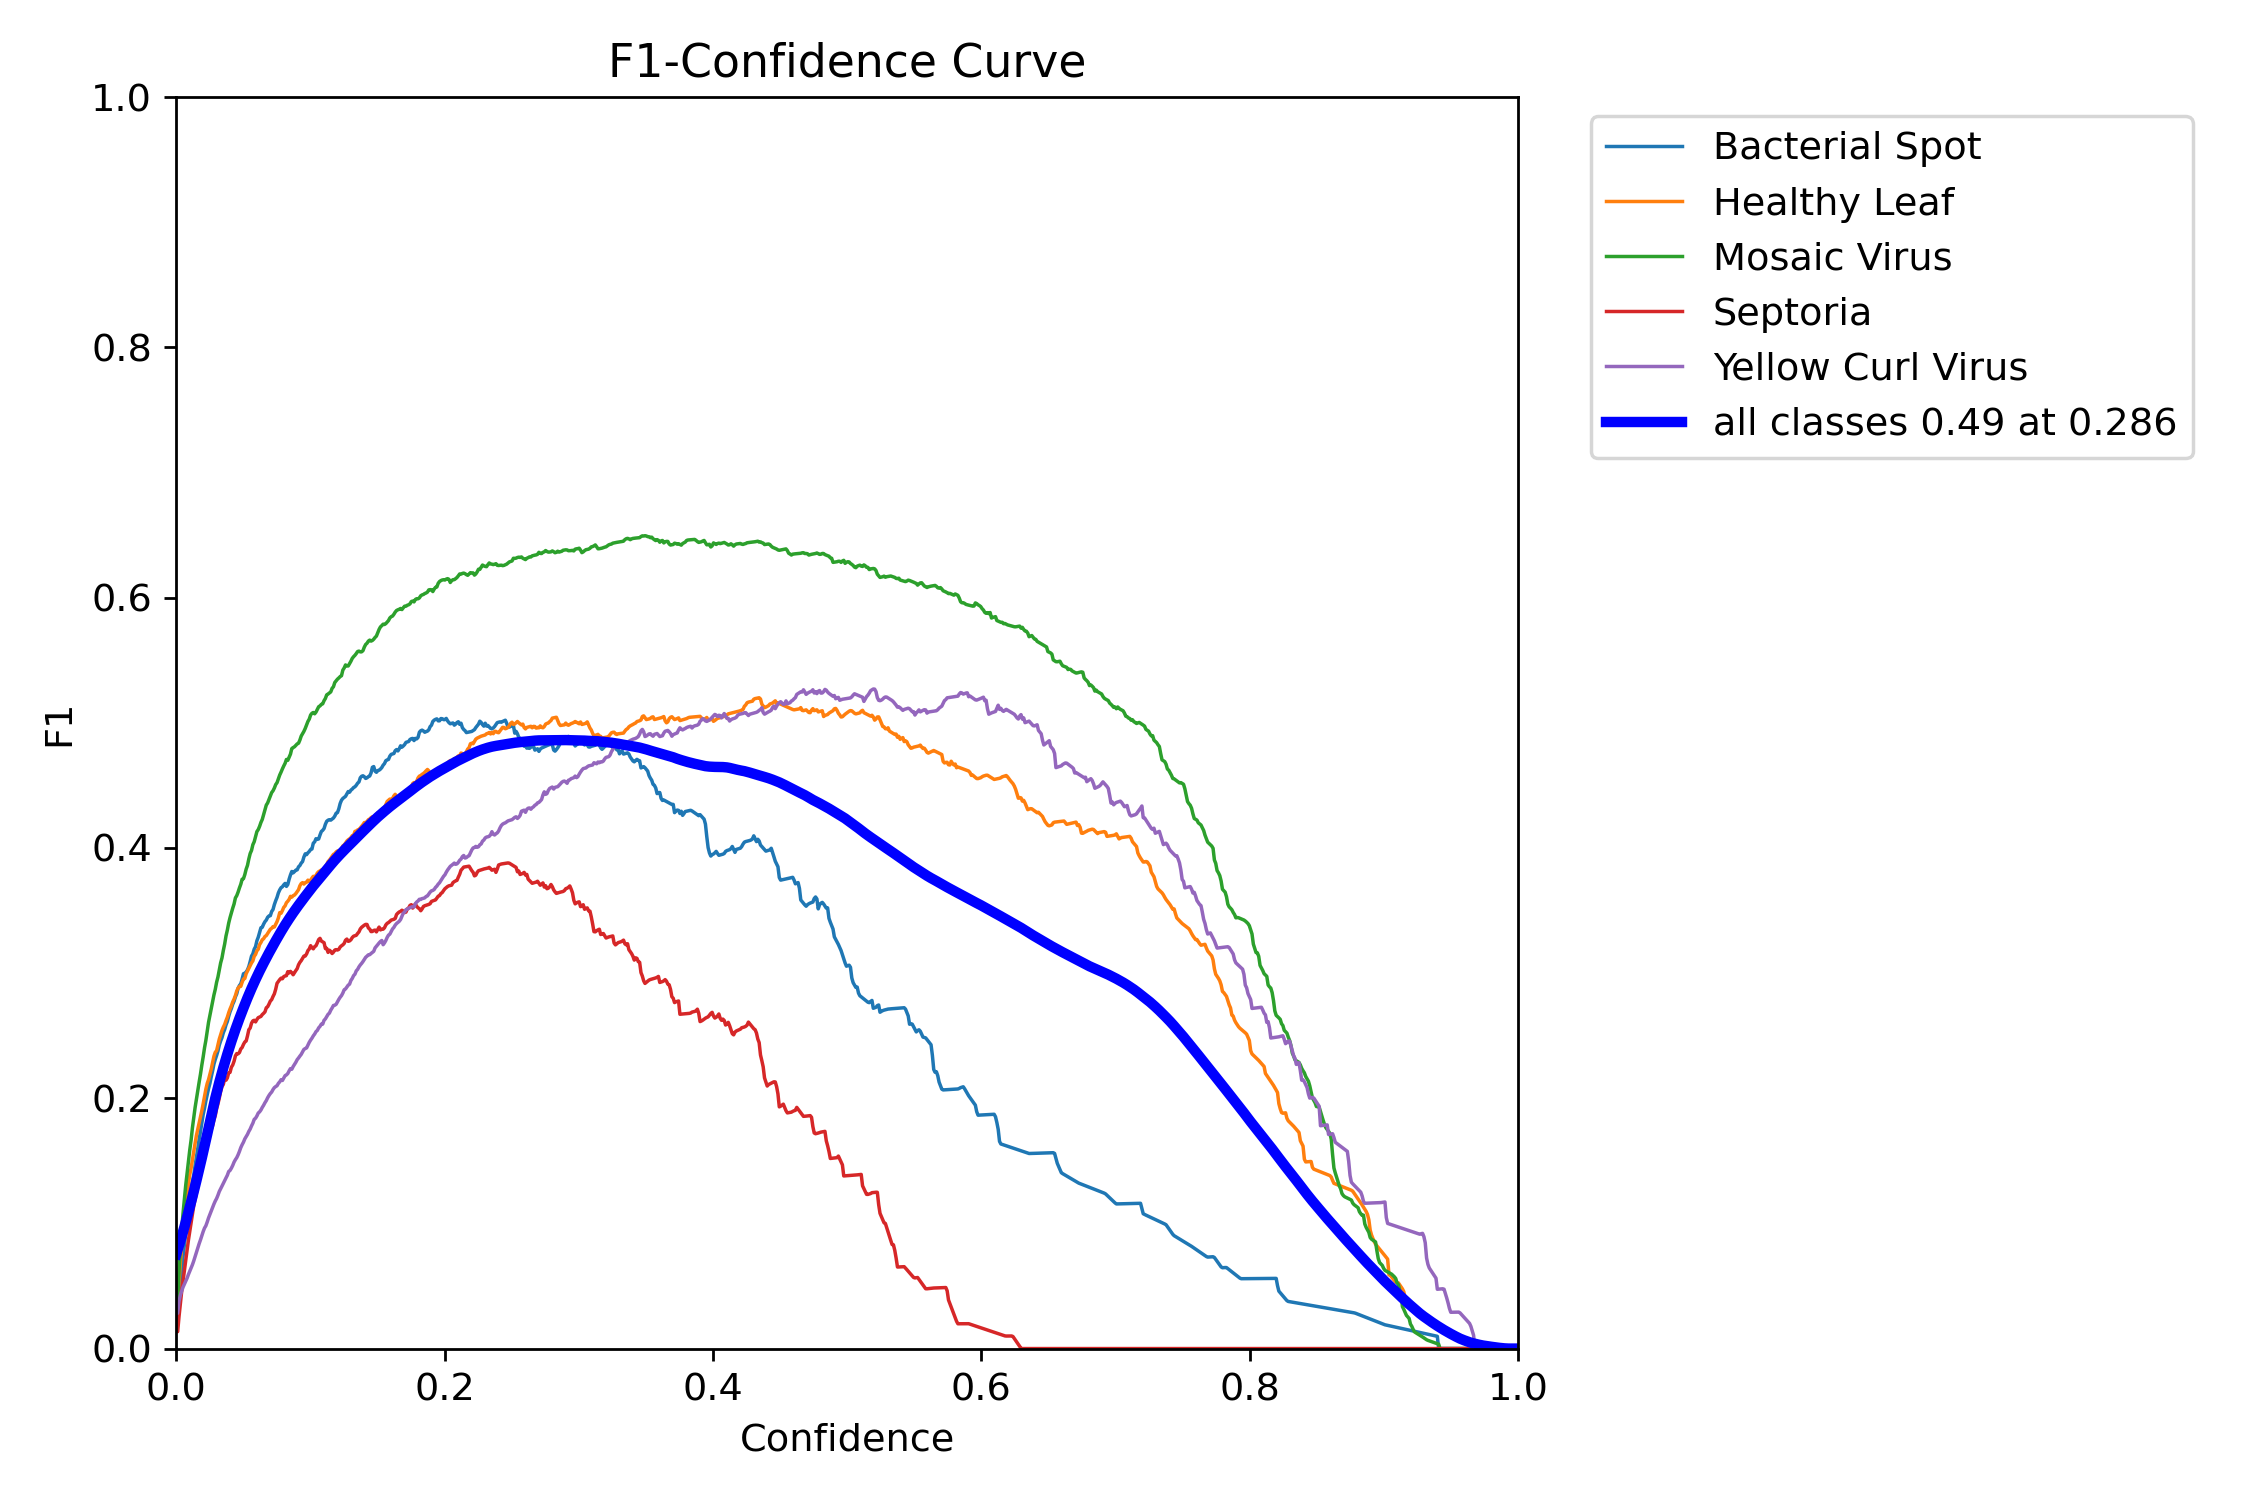 F1-Confidence Curve
1.0
0.8
0.6
0.4
0.2
0.0
F1
0.0 0.2 0.4 0.6 0.8 1.0
Confidence
Bacterial Spot
Healthy Leaf
Mosaic Virus
Septoria
Yellow Curl Virus
all classes 0.49 at 0.286